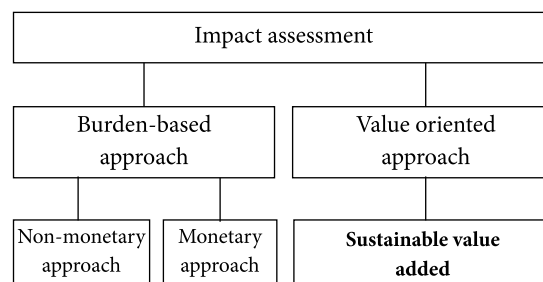 Impact assessment
Burden-based
approach
Value oriented
approach
Non-monetary
approach
Monetary
approach
Sustainable value
added